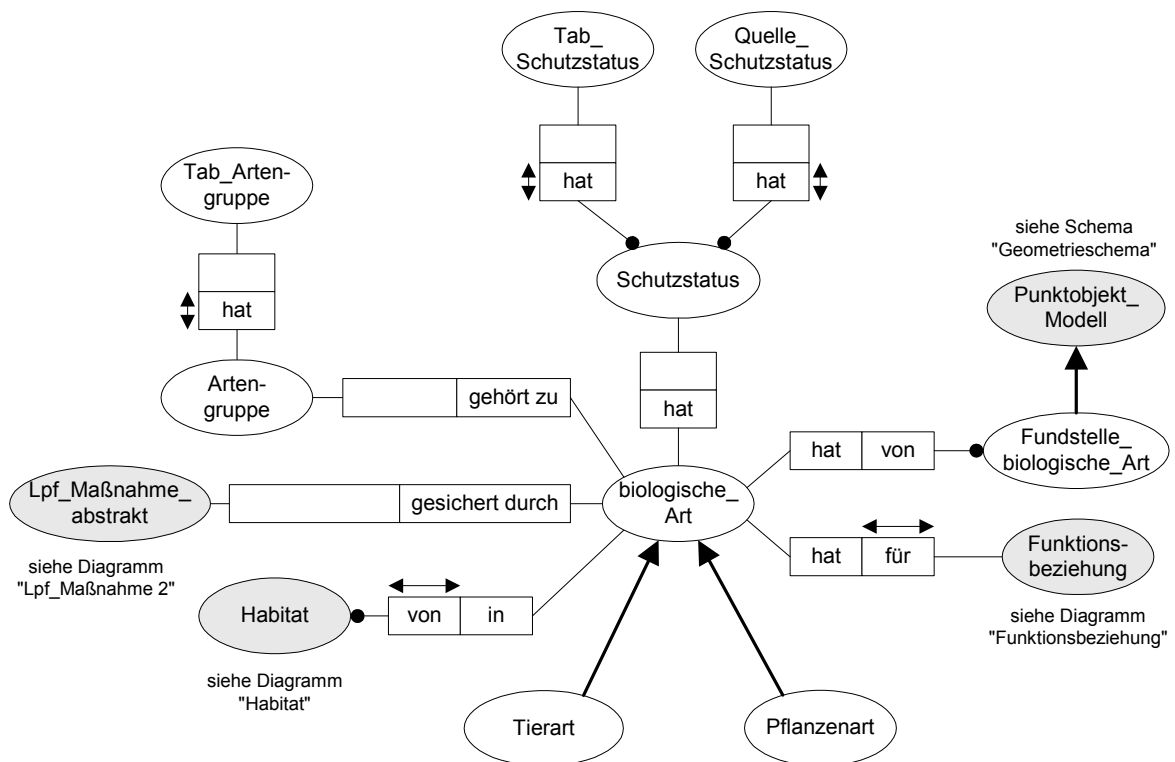 Tab_
Schutzstatus
Quelle_
Schutzstatus
hat
hat
Tab_Arten-
gruppe
hat
Schutzstatus
siehe Schema
"Geometrieschema"
Punktobjekt_
Modell
Arten-
gruppe
gehört zu
hat
hat
von
Fundstelle_
biologische_Art
Lpf_Maßnahme_
abstrakt
gesichert durch
biologische_
Art
siehe Diagramm
"Lpf_Maßnahme 2"
hat
für
Funktions-
beziehung
siehe Diagramm
"Funktionsbeziehung"
Habitat
von
in
siehe Diagramm
"Habitat"
Tierart
Pflanzenart